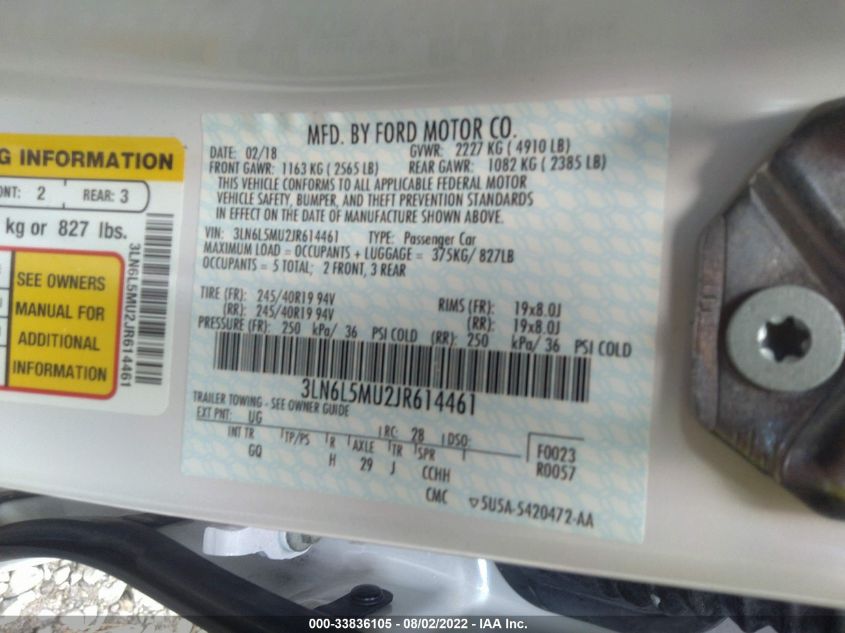 G INFORMATION
NT: 2 REAR: 3
kg or 827 lbs.
SEE OWNERS
MANUAL FOR
ADDITIONAL
INFORMATION
3LN6L5MU2JR614461
MFD. BY FORD MOTOR CO.
DATE: 02/18 GVWR: 2227 KG ( 4910 LB)
FRONT GAWR: 1163 KG ( 2565 LB) REAR GAWR: 1082 KG ( 2385 LB)
THIS VEHICLE CONFORMS TO ALL APPLICABLE FEDERAL MOTOR
VEHICLE SAFETY, BUMPER, AND THEFT PREVENTION STANDARDS
IN EFFECT ON THE DATE OF MANUFACTURE SHOWN ABOVE.
VIN: 3LN6L5MU2JR614461 TYPE: Passenger Car
MAXIMUM LOAD = OCCUPANTS + LUGGAGE = 375KG/ 827LB
OCCUPANTS = 5 TOTAL; 2 FRONT, 3 REAR
TIRE (FR): 245/40R19 94V RIMS (FR): 19x8.0J
(RR): 245/40R19 94V (RR): 19x8.0J
PRESSURE (FR): 250 kPa/ 36 PSI COLD (RR): 250 kPa/ 36 PSI COLD
3LN6L5MU2JR614461
TRAILER TOWING - SEE OWNER GUIDE
EXT PNT: UG RC: 28 DSO:
INT TR TP/PS R AXLE TR SPR F0023
GQ H 29 J CCHH R0057
CMC ▽5U5A-5420472-AA
000-33836105 - 08/02/2022 - IAA Inc.